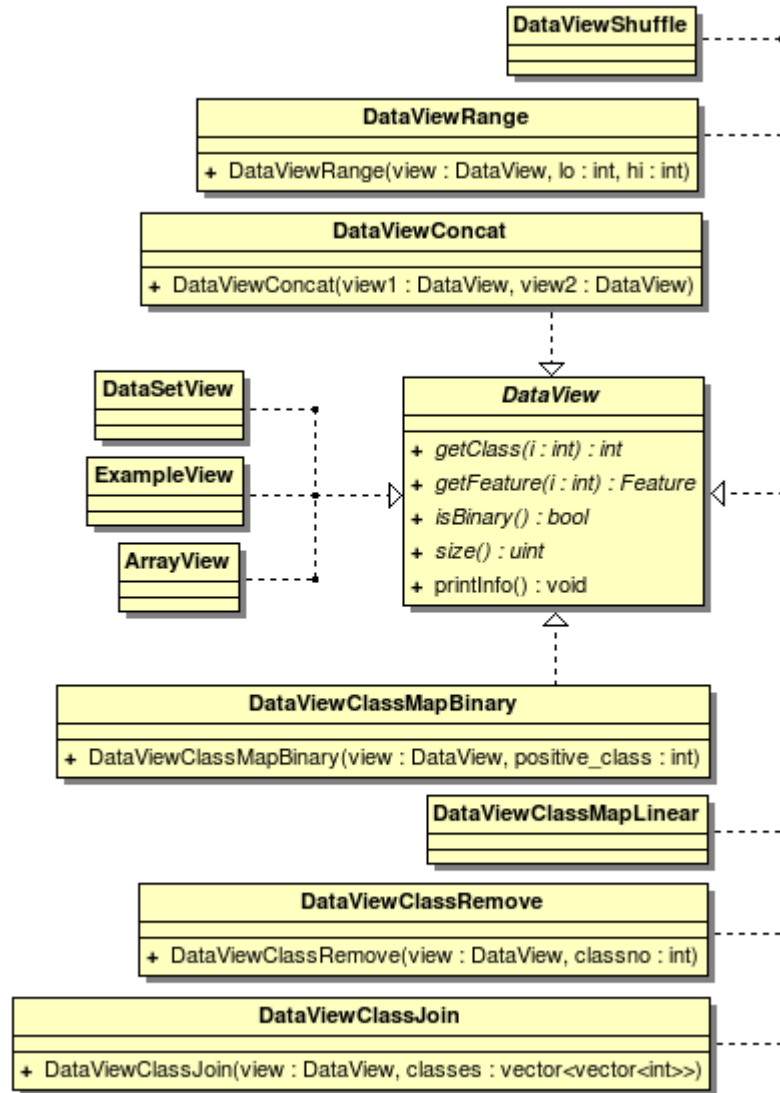 DataViewShuffle
DataViewRange
+ DataViewRange(view : DataView, lo : int, hi : int)
DataViewConcat
+ DataViewConcat(view1 : DataView, view2 : DataView)
DataSetView
ExampleView
ArrayView
DataView
+ getClass(i : int) : int
+ getFeature(i : int) : Feature
+ isBinary() : bool
+ size() : uint
+ printInfo() : void
DataViewClassMapBinary
+ DataViewClassMapBinary(view : DataView, positive_class : int)
DataViewClassMapLinear
DataViewClassRemove
+ DataViewClassRemove(view : DataView, classno : int)
DataViewClassJoin
+ DataViewClassJoin(view : DataView, classes : vector<vector<int>>)